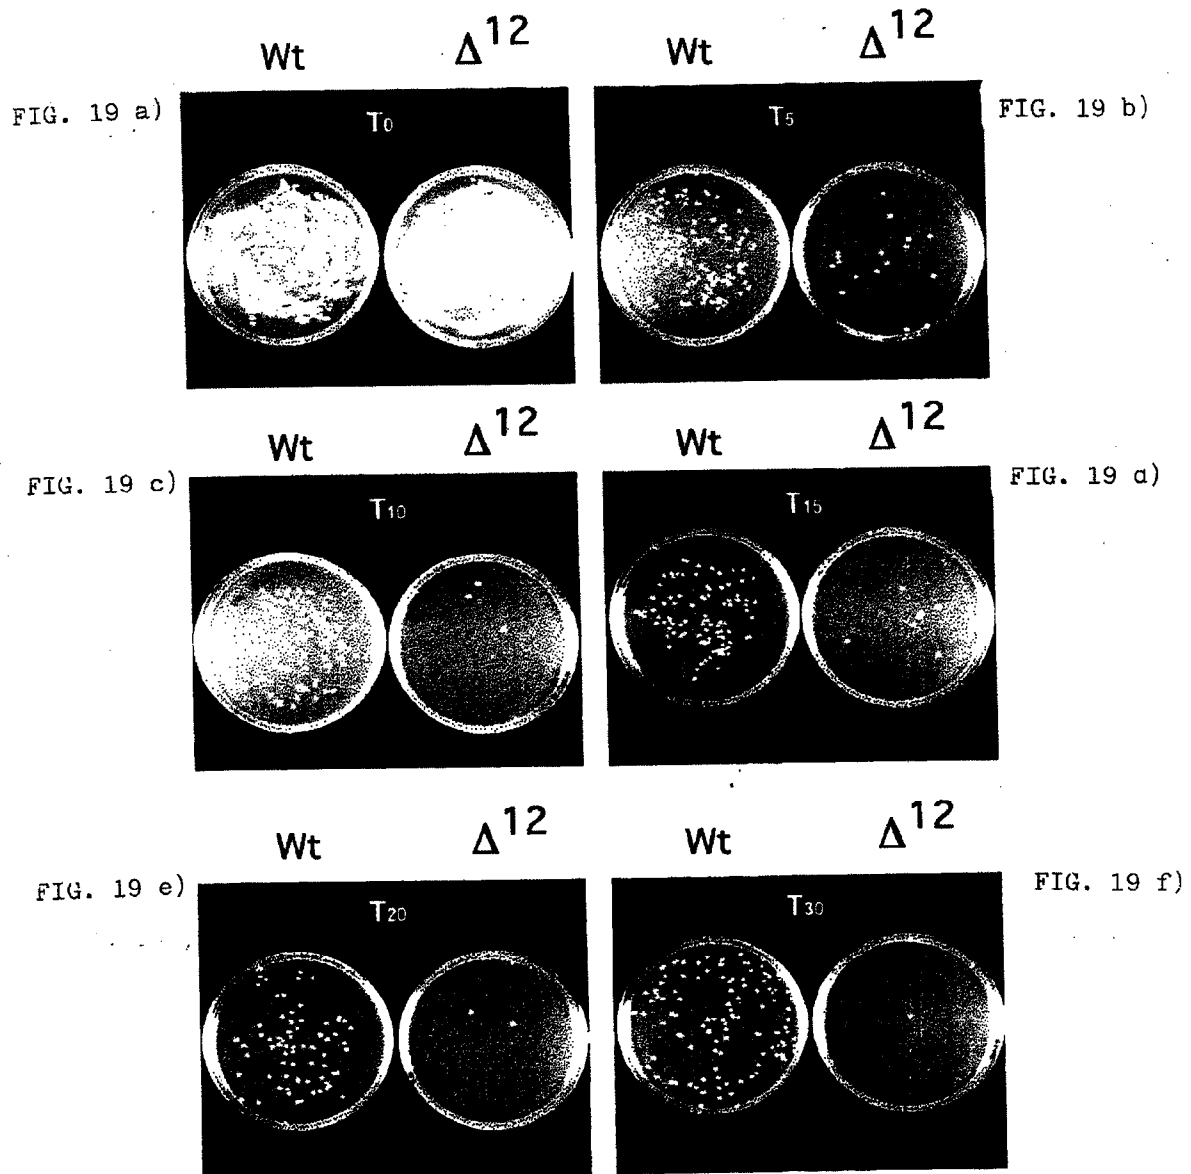 Wt Δ12 Wt Δ12
FIG. 19 a) T0 T5 FIG. 19 b)
Wt Δ12 Wt Δ12
FIG. 19 c) T10 T15 FIG. 19 d)
Wt Δ12 Wt Δ12
FIG. 19 e) T20 T30 FIG. 19 f)